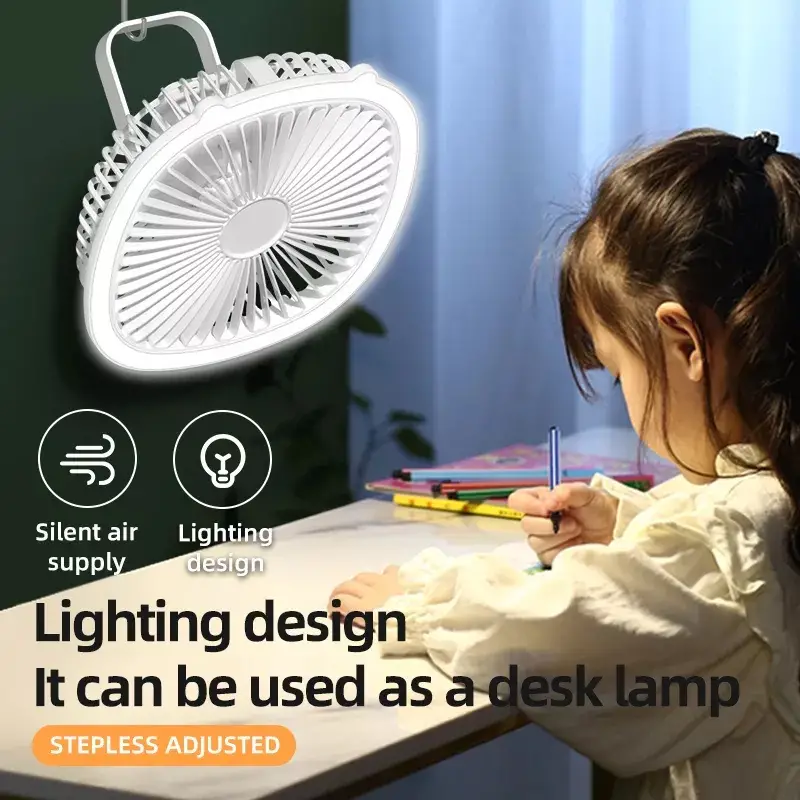 Silent air
supply
Lighting
design
Lighting design
It can be used as a desk lamp
STEPLESS ADJUSTED